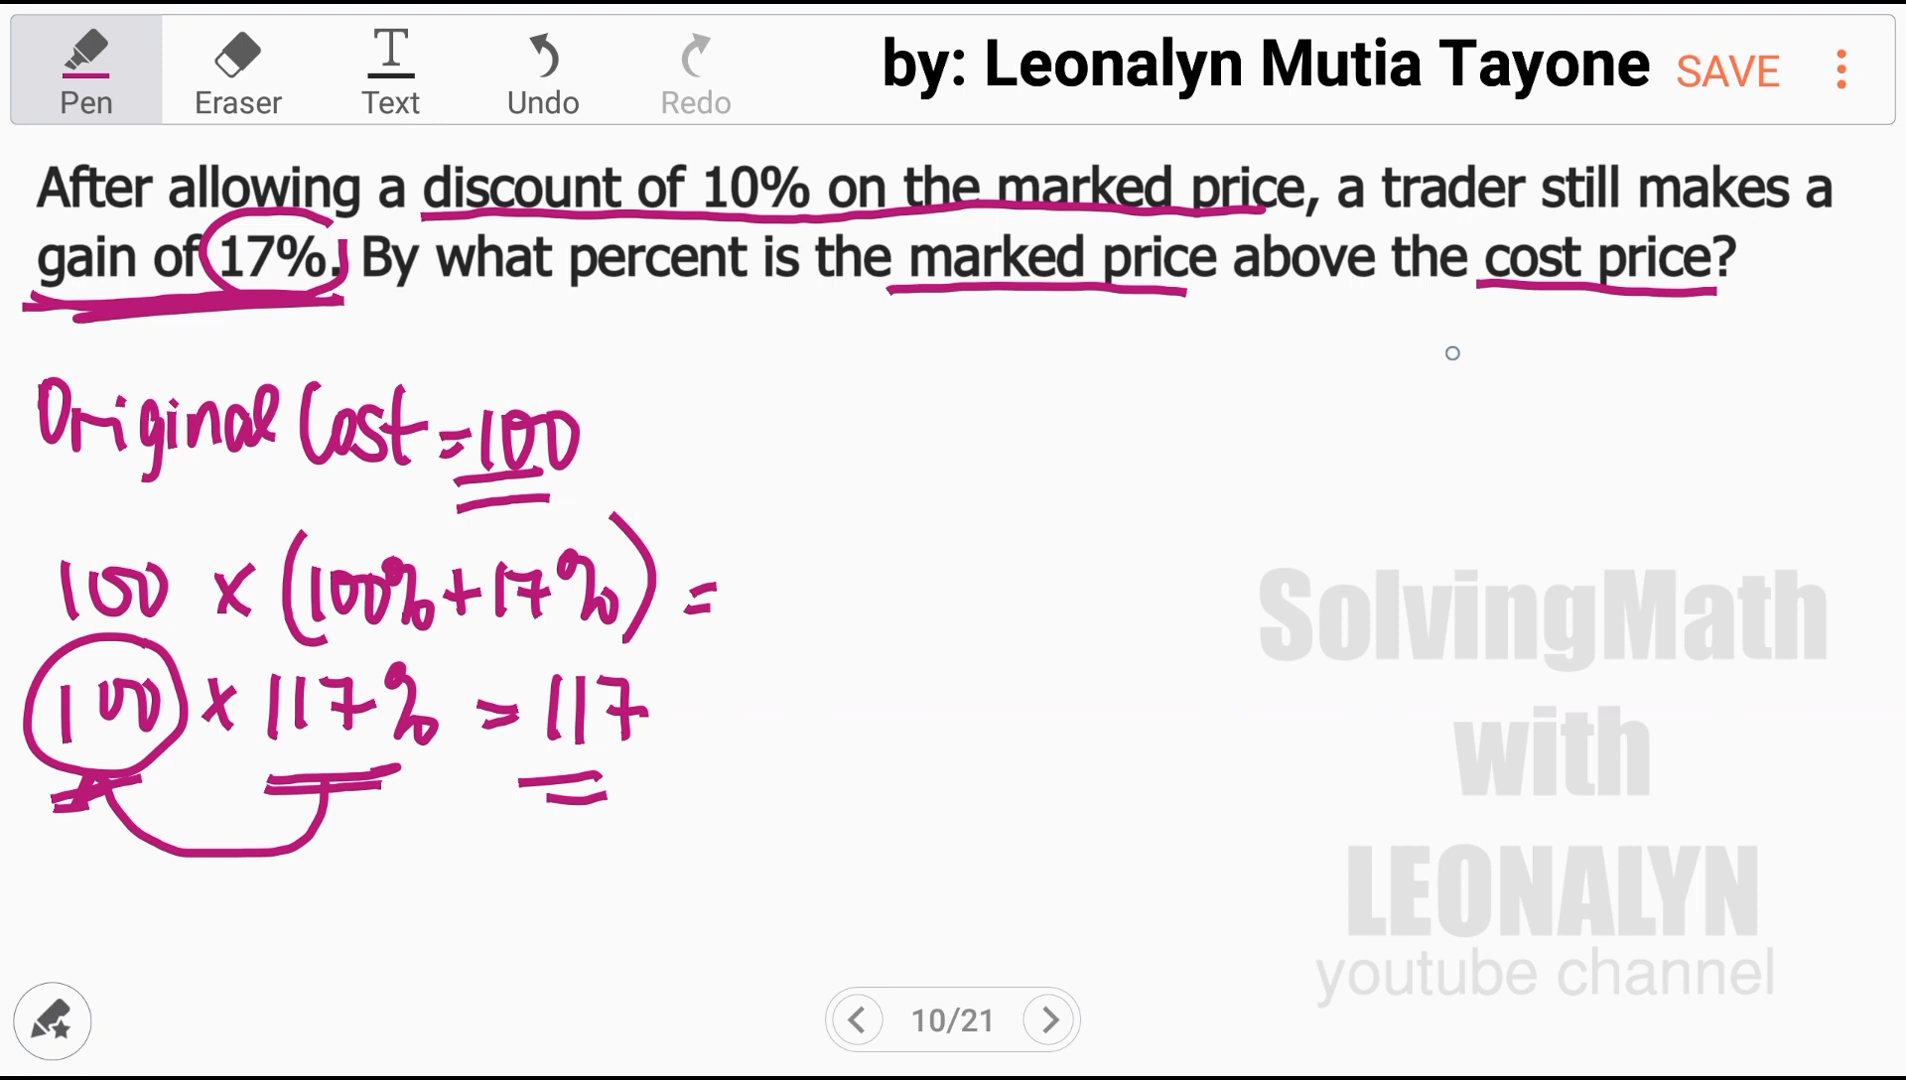 Pen
Eraser
Text
Undo
Redo
by: Leonalyn Mutia Tayone
SAVE
After allowing a discount of 10% on the marked price, a trader still makes a
gain of 17%. By what percent is the marked price above the cost price?
Original Cost = 100
100 × (100% + 17%) =
100 × 117% = 117
SolvingMath
with
LEONALYN
youtube channel
10/21